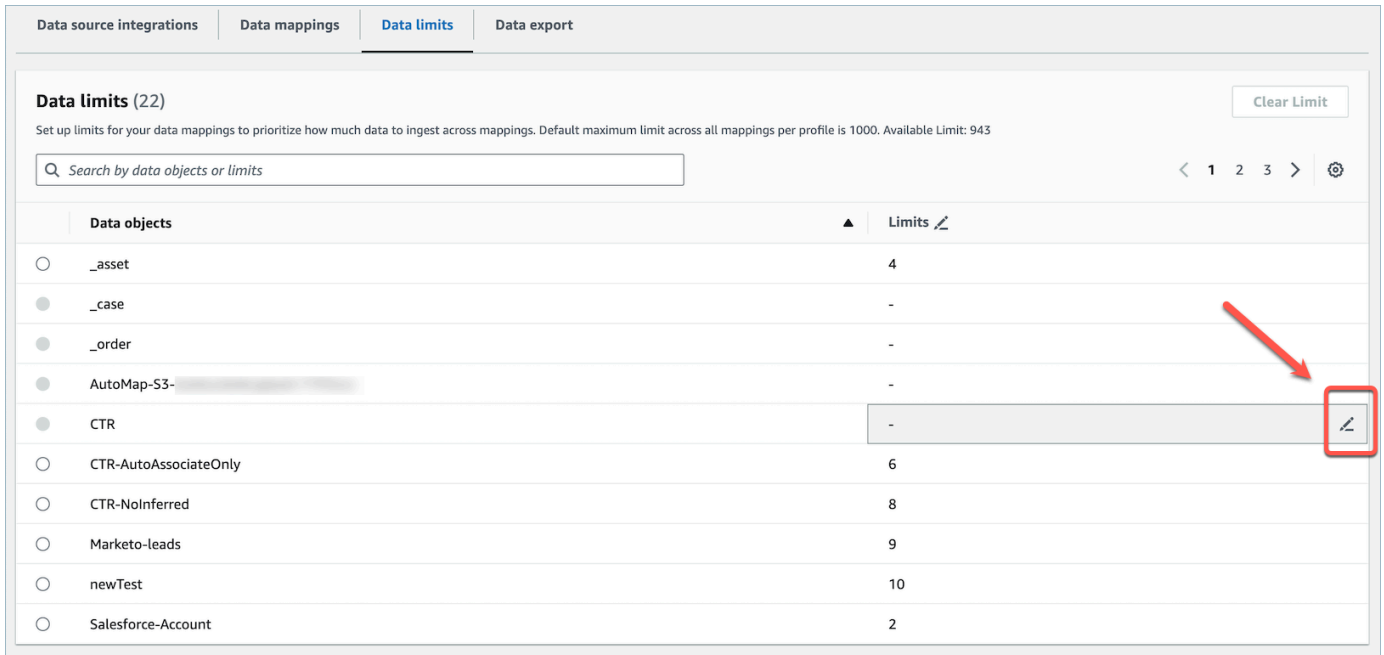 Data source integrations Data mappings Data limits Data export
Data limits (22)
Clear Limit
Set up limits for your data mappings to prioritize how much data to ingest across mappings. Default maximum limit across all mappings per profile is 1000. Available Limit: 943
Search by data objects or limits
1 2 3
Data objects Limits
_asset 4
_case -
_order -
AutoMap-S3- -
CTR -
CTR-AutoAssociateOnly 6
CTR-NoInferred 8
Marketo-leads 9
newTest 10
Salesforce-Account 2